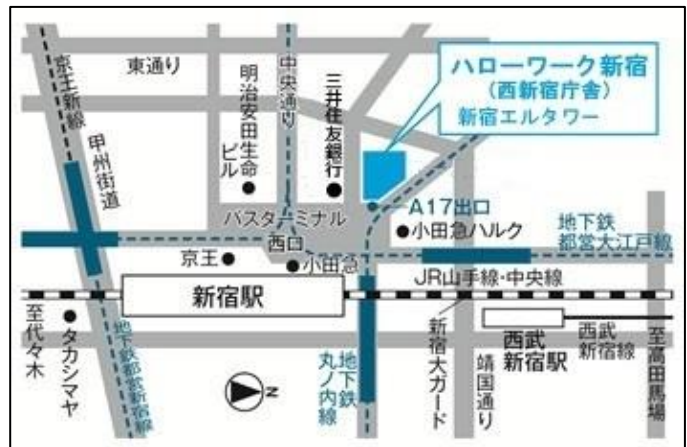 ハローワーク新宿
(西新宿庁舎)
新宿エルタワー
東通り
中央通り
京王新線
甲州街道
明治安田生命
ビル
三井住友銀行
バスターミナル
西口
A17出口
小田急ハルク
地下鉄
都営大江戸線
京王
小田急
新宿駅
JR山手線・中央線
至代々木
タカシマヤ
地下鉄都営新宿線
N
地下鉄
丸ノ内線
新宿大ガード
靖国通り
西武
新宿駅
西武
新宿線
至高田馬場